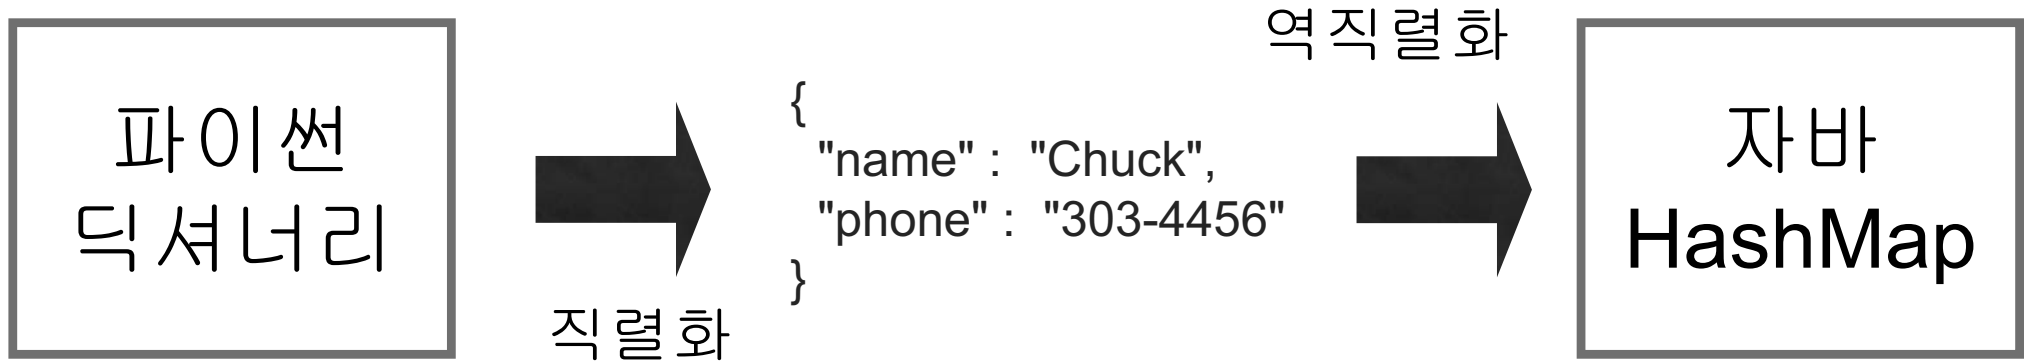 파이썬
딕셔너리
직렬화
{
"name" : "Chuck",
"phone" : "303-4456"
}
역직렬화
자바
HashMap